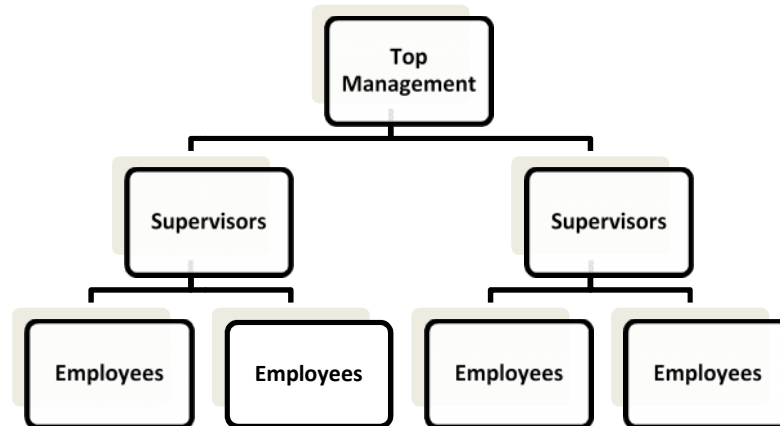 Top
Management
Supervisors
Supervisors
Employees
Employees
Employees
Employees